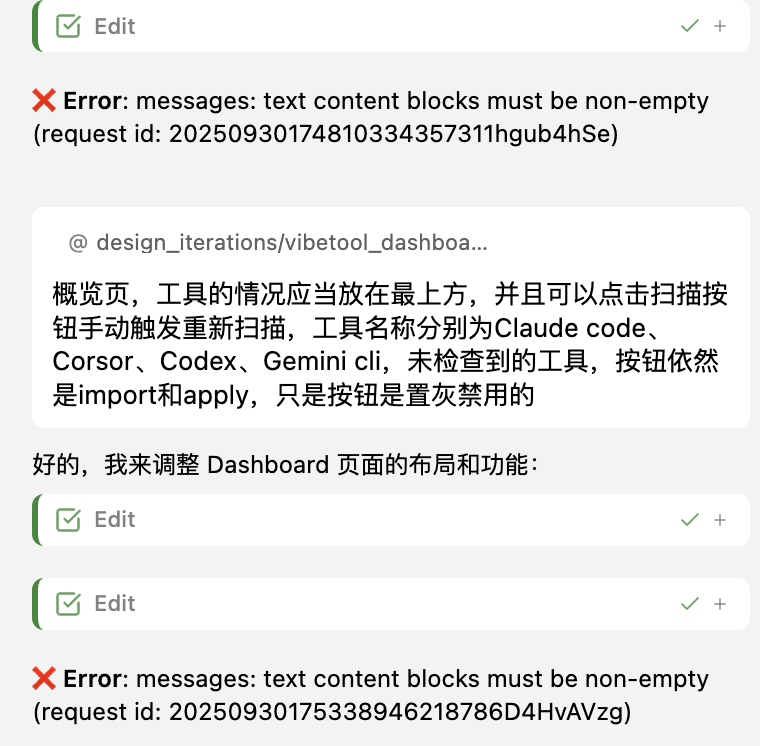 Edit
❌ Error: messages: text content blocks must be non-empty
(request id: 20250930174810334357311hgub4hSe)
@ design_iterations/vibetool_dashboa...
概览页，工具的情况应当放在最上方，并且可以点击扫描按
钮手动触发重新扫描，工具名称分别为Claude code、
Corsor、Codex、Gemini cli，未检查到的工具，按钮依然
是import和apply，只是按钮是置灰禁用的
好的，我来调整 Dashboard 页面的布局和功能：
Edit
Edit
❌ Error: messages: text content blocks must be non-empty
(request id: 20250930175338946218786D4HvAVzg)